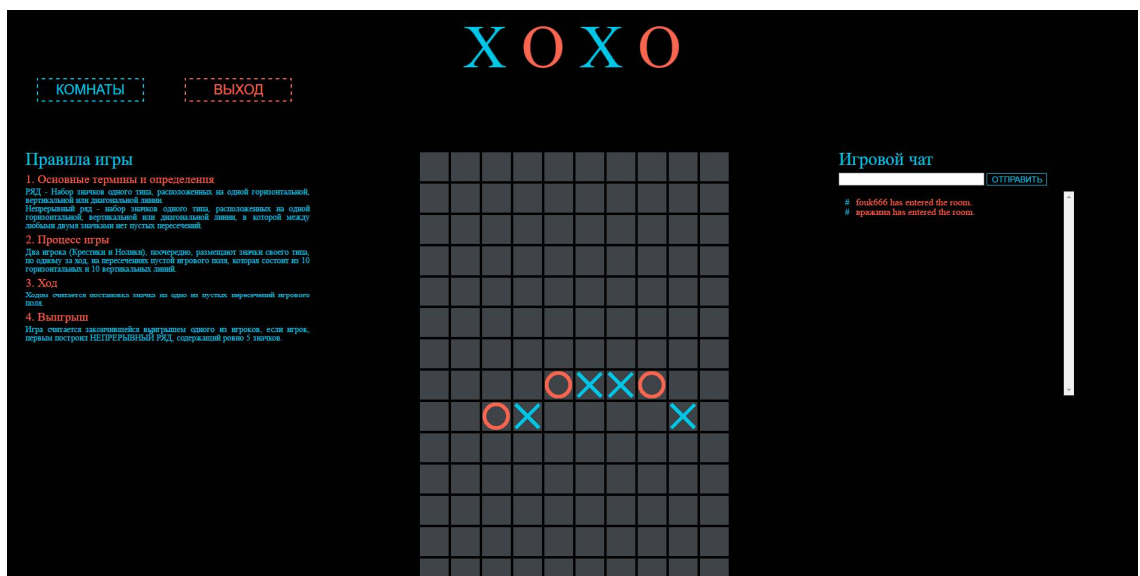 X O X O
КОМНАТЫ
ВЫХОД
Правила игры
1. Основные термины и определения
РЯД - Набор значков одного типа, расположенных на одной горизонтальной,
вертикальной или диагональной линии.
Непрерывный ряд - набор значков одного типа, расположенных на одной
горизонтальной, вертикальной или диагональной линии, в которой между
любыми двумя значками нет пустых пересечений.
2. Процесс игры
Два игрока (Крестики и Нолики), поочередно, размещают значки своего типа,
по одному за ход, на пересечениях пустой игрового поля, которая состоит из 10
горизонтальных и 10 вертикальных линий.
3. Ход
Ходом считается постановка значка на одно из пустых пересечений игрового
поля.
4. Выигрыш
Игра считается закончившейся выигрышем одного из игроков, если игрок,
первым построил НЕПРЕРЫВНЫЙ РЯД, содержащий ровно 5 значков.
O X X O
O X X
Игровой чат
ОТПРАВИТЬ
# fouk666 has entered the room.
# вражина has entered the room.